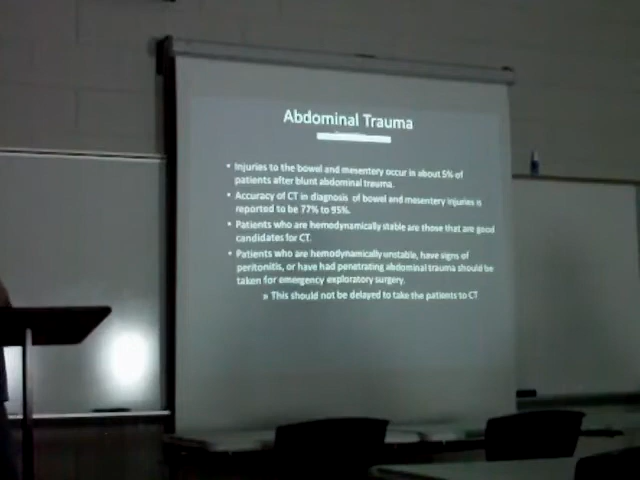 Abdominal Trauma
• Injuries to the bowel and mesentery occur in about 5% of
patients after blunt abdominal trauma.
• Accuracy of CT in diagnosis of bowel and mesentery injuries is
reported to be 77% to 95%.
• Patients who are hemodynamically stable are those that are good
candidates for CT.
• Patients who are hemodynamically unstable, have signs of
peritonitis, or have had penetrating abdominal trauma should be
taken for emergency exploratory surgery.
» This should not be delayed to take the patients to CT